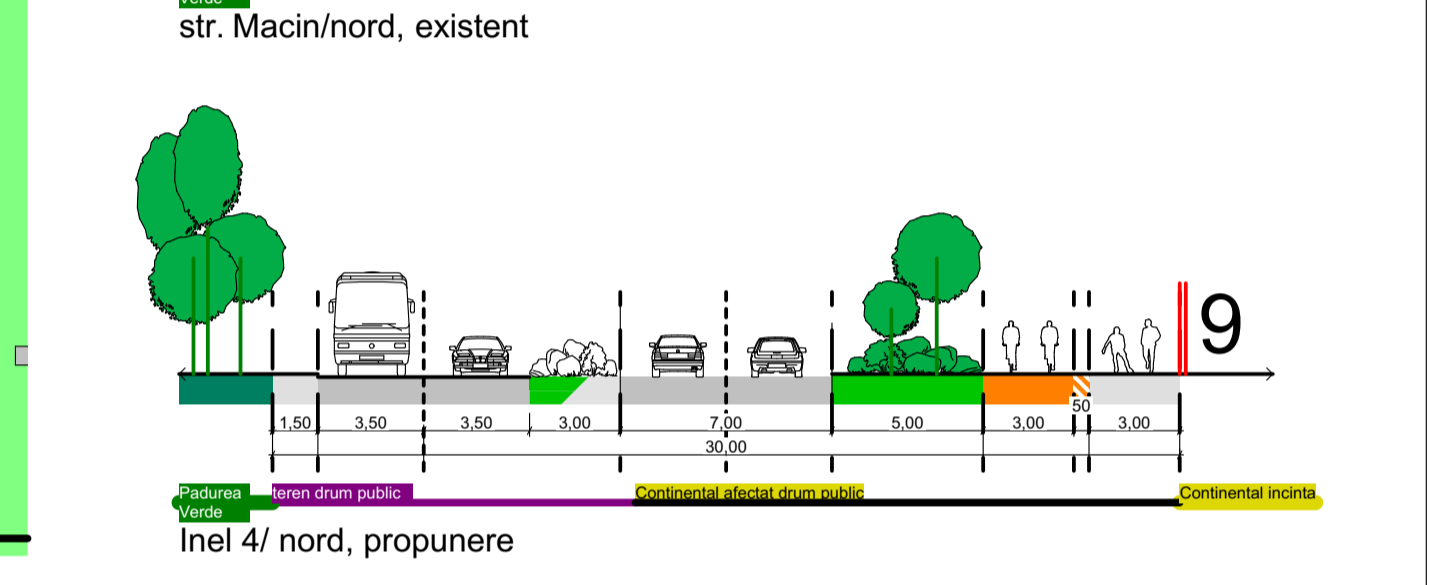 Verde
str. Macin/nord, existent
9
50
1,50
3,50
3,50
3,00
7,00
5,00
3,00
3,00
30,00
Padurea
Verde
teren drum public
Continental afectat drum public
Continental incinta
Inel 4/ nord, propunere